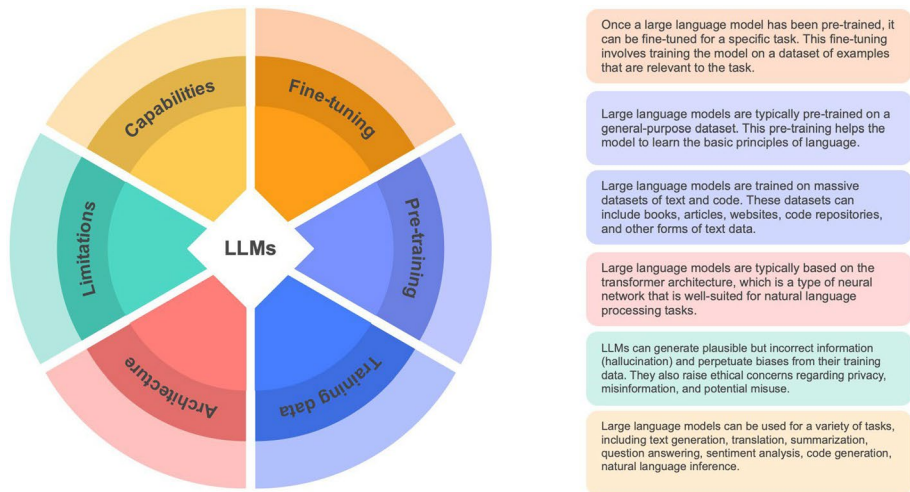 Capabilities
Fine-tuning
Limitations
LLMs
Pre-training
Architecture
Training data
Once a large language model has been pre-trained, it
can be fine-tuned for a specific task. This fine-tuning
involves training the model on a dataset of examples
that are relevant to the task.
Large language models are typically pre-trained on a
general-purpose dataset. This pre-training helps the
model to learn the basic principles of language.
Large language models are trained on massive
datasets of text and code. These datasets can
include books, articles, websites, code repositories,
and other forms of text data.
Large language models are typically based on the
transformer architecture, which is a type of neural
network that is well-suited for natural language
processing tasks.
LLMs can generate plausible but incorrect information
(hallucination) and perpetuate biases from their training
data. They also raise ethical concerns regarding privacy,
misinformation, and potential misuse.
Large language models can be used for a variety of tasks,
including text generation, translation, summarization,
question answering, sentiment analysis, code generation,
natural language inference.